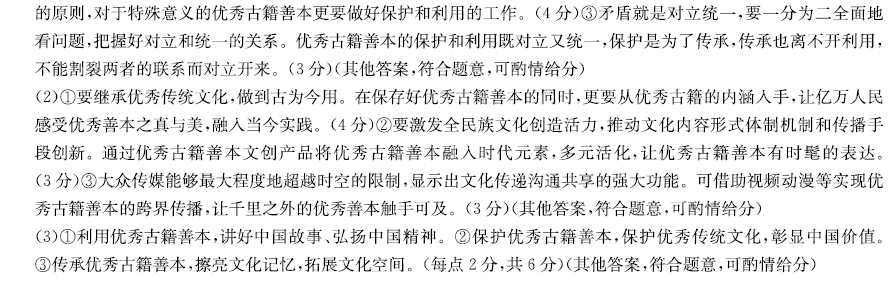 的原则,对于特殊意义的优秀古籍善本更要做好保护和利用的工作。(4分)③矛盾就是对立统一,要一分为二全面地
看问题,把握好对立和统一的关系。优秀古籍善本的保护和利用既对立又统一,保护是为了传承,传承也离不开利用,
不能割裂两者的联系而对立开来。(3分)(其他答案,符合题意,可酌情给分)
(2)①要继承优秀传统文化,做到古为今用。在保存好优秀古籍善本的同时,更要从优秀古籍的内涵入手,让亿万人民
感受优秀善本之真与美,融入当今实践。(4分)②要激发全民族文化创造活力,推动文化内容形式体制机制和传播手
段创新。通过优秀古籍善本文创产品将优秀古籍善本融入时代元素,多元活化,让优秀古籍善本有时髦的表达。
(3分)③大众传媒能够最大程度地超越时空的限制,显示出文化传递沟通共享的强大功能。可借助视频动漫等实现优
秀古籍善本的跨界传播,让千里之外的优秀善本触手可及。(3分)(其他答案,符合题意,可酌情给分)
(3)①利用优秀古籍善本,讲好中国故事、弘扬中国精神。②保护优秀古籍善本,保护优秀传统文化,彰显中国价值。
③传承优秀古籍善本,擦亮文化记忆,拓展文化空间。(每点2分,共6分)(其他答案,符合题意,可酌情给分)